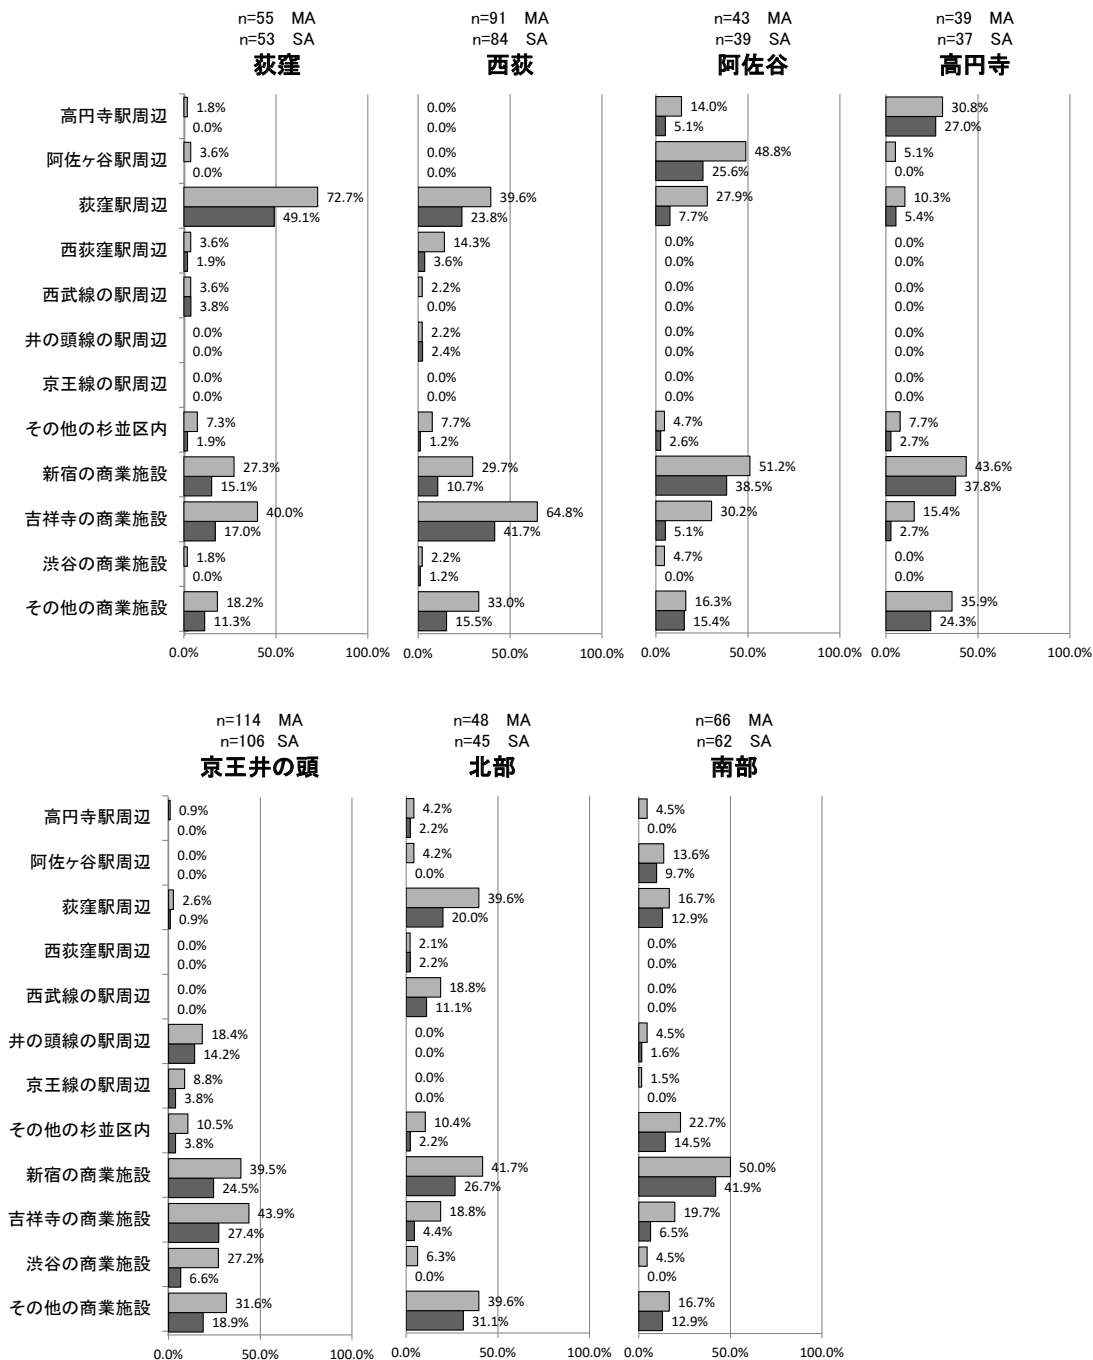 n=55 MA
n=53 SA
荻窪
n=91 MA
n=84 SA
西荻
n=43 MA
n=39 SA
阿佐谷
n=39 MA
n=37 SA
高円寺
高円寺駅周辺 1.8% 0.0% 0.0% 0.0% 14.0% 5.1% 30.8% 27.0%
阿佐ヶ谷駅周辺 3.6% 0.0% 0.0% 0.0% 48.8% 25.6% 5.1% 0.0%
荻窪駅周辺 72.7% 49.1% 39.6% 23.8% 27.9% 7.7% 10.3% 5.4%
西荻窪駅周辺 3.6% 1.9% 14.3% 3.6% 0.0% 0.0% 0.0% 0.0%
西武線の駅周辺 3.6% 3.8% 2.2% 0.0% 0.0% 0.0% 0.0% 0.0%
井の頭線の駅周辺 0.0% 0.0% 2.2% 2.4% 0.0% 0.0% 0.0% 0.0%
京王線の駅周辺 0.0% 0.0% 0.0% 0.0% 0.0% 0.0% 0.0% 0.0%
その他の杉並区内 7.3% 1.9% 7.7% 1.2% 4.7% 2.6% 7.7% 2.7%
新宿の商業施設 27.3% 15.1% 29.7% 10.7% 51.2% 38.5% 43.6% 37.8%
吉祥寺の商業施設 40.0% 17.0% 64.8% 41.7% 30.2% 5.1% 15.4% 2.7%
渋谷の商業施設 1.8% 0.0% 2.2% 1.2% 4.7% 0.0% 0.0% 0.0%
その他の商業施設 18.2% 11.3% 33.0% 15.5% 16.3% 15.4% 35.9% 24.3%
0.0% 50.0% 100.0% 0.0% 50.0% 100.0% 0.0% 50.0% 100.0% 0.0% 50.0% 100.0%
n=114 MA
n=106 SA
京王井の頭
n=48 MA
n=45 SA
北部
n=66 MA
n=62 SA
南部
高円寺駅周辺 0.9% 0.0% 4.2% 2.2% 4.5% 0.0%
阿佐ヶ谷駅周辺 0.0% 0.0% 4.2% 0.0% 13.6% 9.7%
荻窪駅周辺 2.6% 0.9% 39.6% 20.0% 16.7% 12.9%
西荻窪駅周辺 0.0% 0.0% 2.1% 2.2% 0.0% 0.0%
西武線の駅周辺 0.0% 0.0% 18.8% 11.1% 0.0% 0.0%
井の頭線の駅周辺 18.4% 14.2% 0.0% 0.0% 4.5% 1.6%
京王線の駅周辺 8.8% 3.8% 0.0% 0.0% 1.5% 0.0%
その他の杉並区内 10.5% 3.8% 10.4% 2.2% 22.7% 14.5%
新宿の商業施設 39.5% 24.5% 41.7% 26.7% 50.0% 41.9%
吉祥寺の商業施設 43.9% 27.4% 18.8% 4.4% 19.7% 6.5%
渋谷の商業施設 27.2% 6.6% 6.3% 0.0% 4.5% 0.0%
その他の商業施設 31.6% 18.9% 39.6% 31.1% 16.7% 12.9%
0.0% 50.0% 100.0% 0.0% 50.0% 100.0% 0.0% 50.0% 100.0%